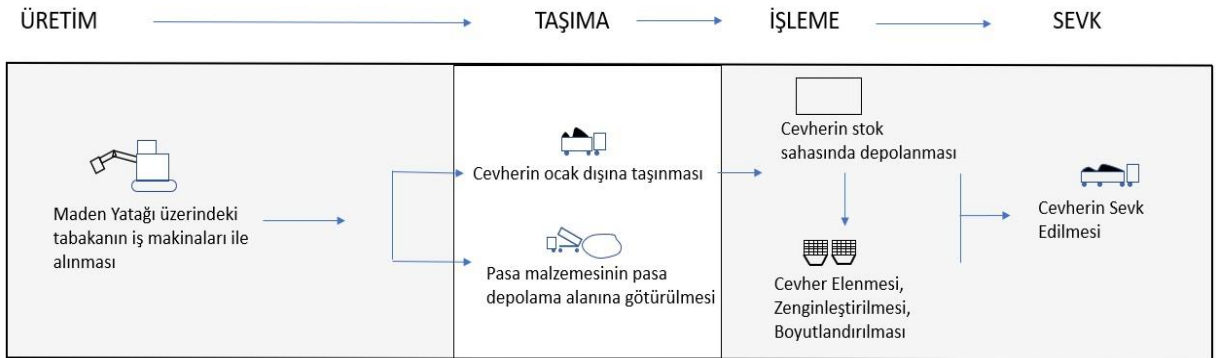 ÜRETİM
TAŞIMA
İŞLEME
SEVK
Maden Yatağı üzerindeki
tabakanın iş makinaları ile
alınması
Cevherin ocak dışına taşınması
Pasa malzemesinin pasa
depolama alanına götürülmesi
Cevherin stok
sahasında depolanması
Cevher Elenmesi,
Zenginleştirilmesi,
Boyutlandırılması
Cevherin Sevk
Edilmesi